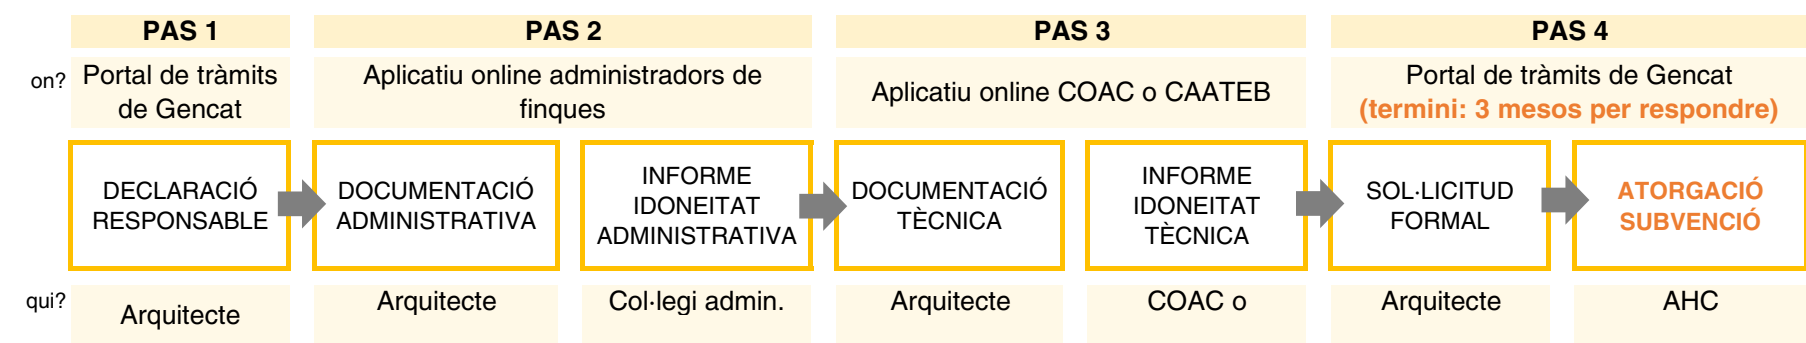 PAS 1
PAS 2
PAS 3
PAS 4
on?
Portal de tràmits
de Gencat
Aplicatiu online administradors de
finques
Aplicatiu online COAC o CAATEB
Portal de tràmits de Gencat
(termini: 3 mesos per respondre)
DECLARACIÓ
RESPONSABLE
DOCUMENTACIÓ
ADMINISTRATIVA
INFORME
IDONEITAT
ADMINISTRATIVA
DOCUMENTACIÓ
TÈCNICA
INFORME
IDONEITAT
TÈCNICA
SOL·LICITUD
FORMAL
ATORGACIÓ
SUBVENCIÓ
qui?
Arquitecte
Arquitecte
Col·legi admin.
Arquitecte
COAC o
Arquitecte
AHC